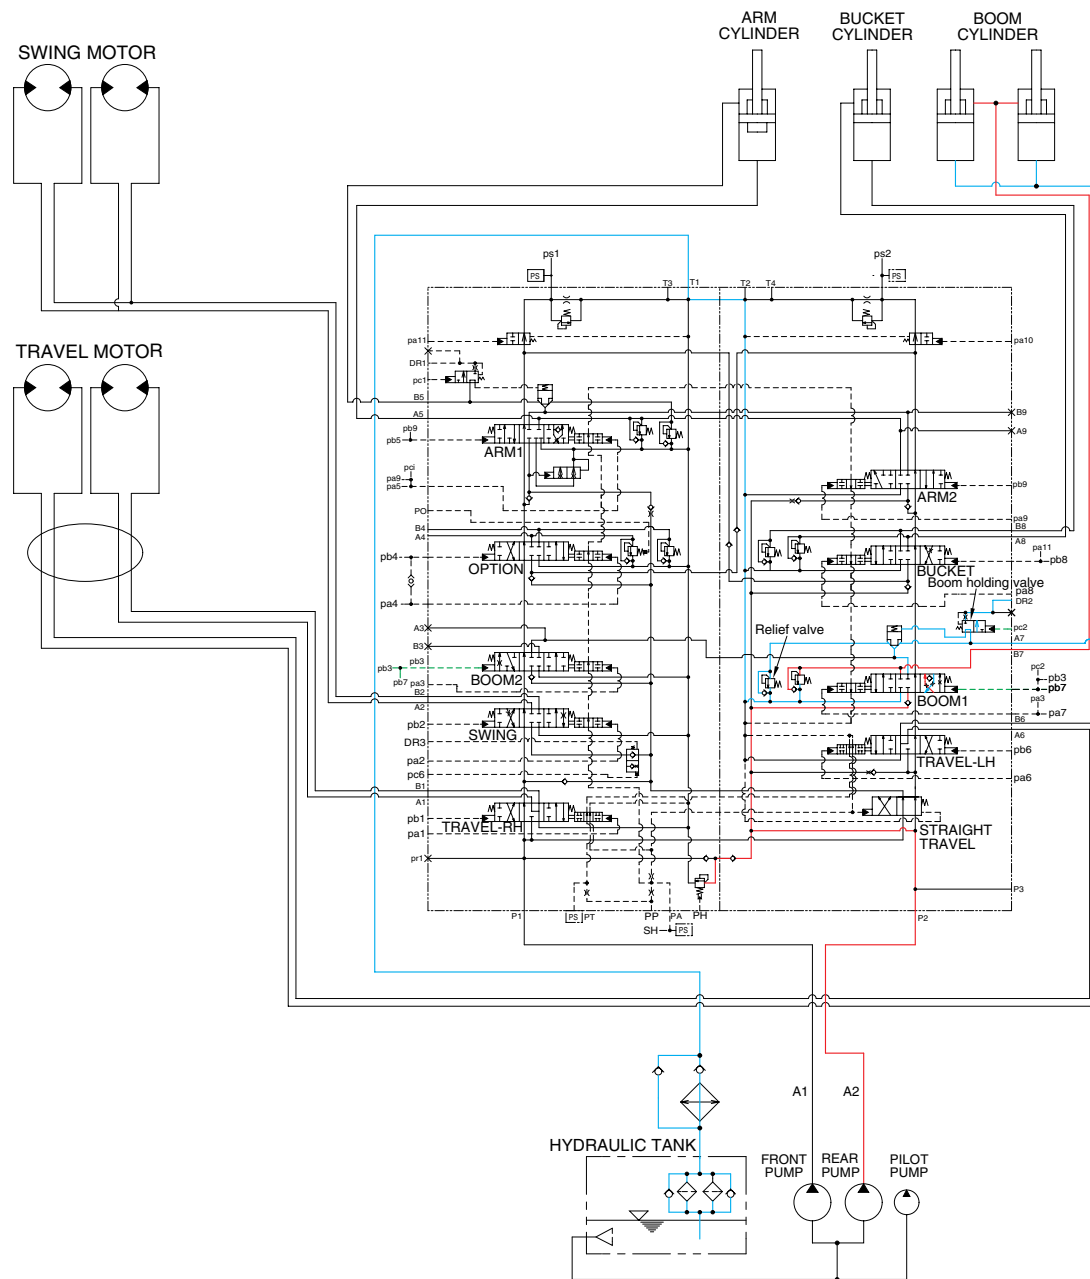 ARM
CYLINDER
BUCKET
CYLINDER
BOOM
CYLINDER
SWING MOTOR
TRAVEL MOTOR
ps1
PS
ps2
PS
T3
T1
T2
T4
pa11
DR1
pc1
B5
A5
pb9
pb5
ARM1
pci
pa9
pa5
PO
B4
A4
pb4
OPTION
pa4
A3
B3
pb3
pb3
pb7
pa3
BOOM2
B2
A2
pb2
SWING
DR3
pa2
pc6
B1
A1
pb1
TRAVEL-RH
pa1
pr1
pa10
B9
A9
ARM2
pb9
pa9
B8
A8
pa11
pb8
BUCKET
Boom holding valve
pa8
DR2
pc2
A7
B7
Relief valve
pc2
pb3
pb7
pa3
pa7
BOOM1
B6
A6
pb6
TRAVEL-LH
pa6
STRAIGHT
TRAVEL
P3
P1
PS
PT
PP
PA
PH
P2
SH
PS
A1
A2
HYDRAULIC TANK
FRONT
PUMP
REAR
PUMP
PILOT
PUMP